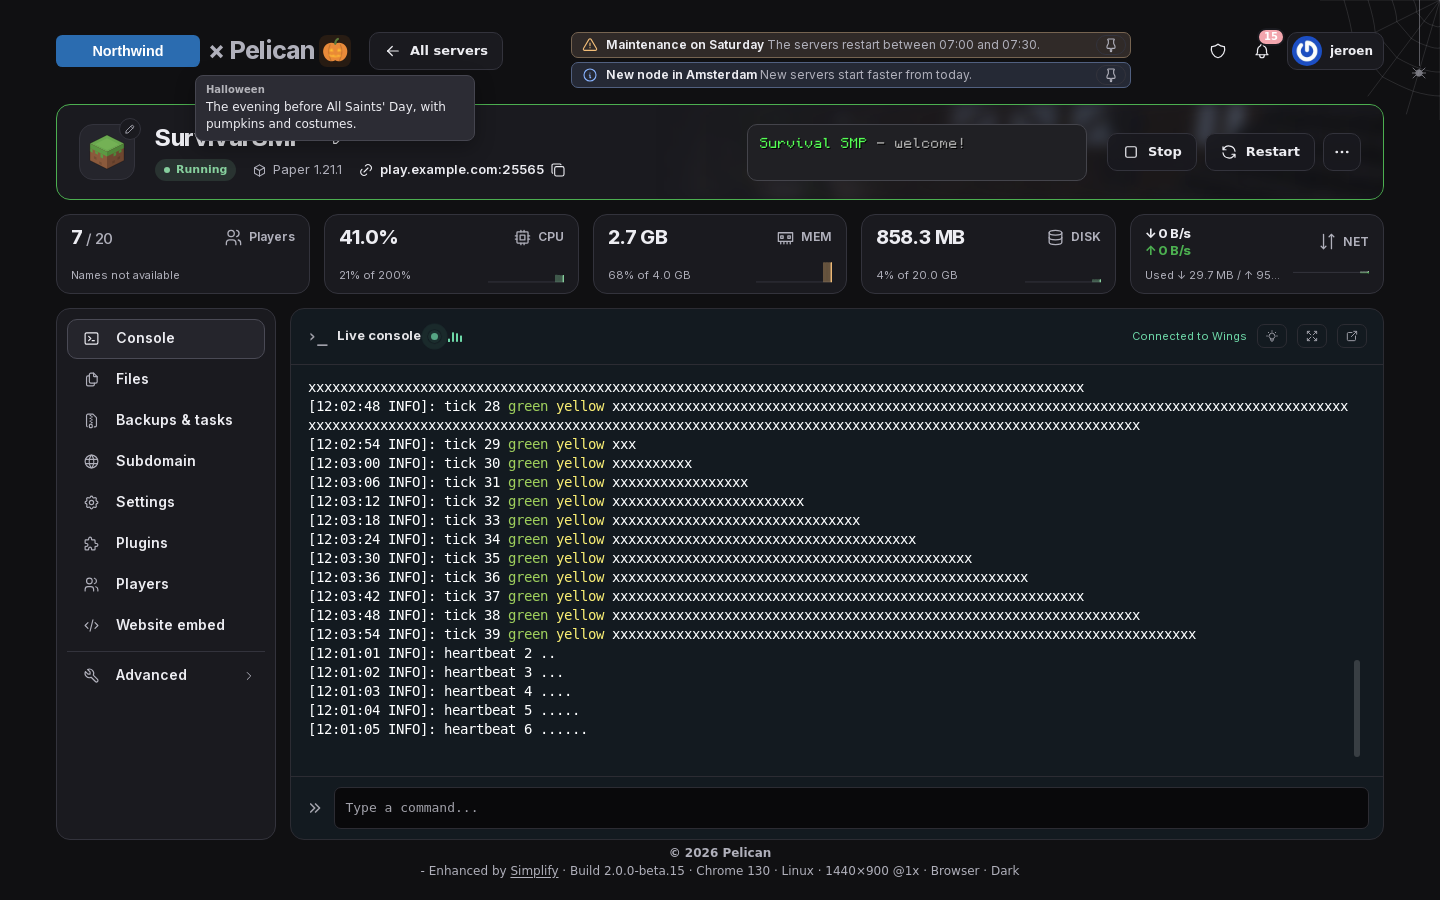 Northwind
× Pelican
All servers
Maintenance on Saturday The servers restart between 07:00 and 07:30.
New node in Amsterdam New servers start faster from today.
15
jeroen
Halloween
The evening before All Saints' Day, with
pumpkins and costumes.
Running
Paper 1.21.1
play.example.com:25565
Survival SMP - welcome!
Stop
Restart
7 / 20
Players
Names not available
41.0%
CPU
21% of 200%
2.7 GB
MEM
68% of 4.0 GB
858.3 MB
DISK
4% of 20.0 GB
↓ 0 B/s
↑ 0 B/s
NET
Used ↓ 29.7 MB / ↑ 95...
Console
Files
Backups & tasks
Subdomain
Settings
Plugins
Players
Website embed
Advanced
Live console
Connected to Wings
xxxxxxxxxxxxxxxxxxxxxxxxxxxxxxxxxxxxxxxxxxxxxxxxxxxxxxxxxxxxxxxxxxxxxxxxxxxxxxxxxxxxxxxxxxxxxxxxx
[12:02:48 INFO]: tick 28 green yellow xxxxxxxxxxxxxxxxxxxxxxxxxxxxxxxxxxxxxxxxxxxxxxxxxxxxxxxxxxxxxxxxxxxxxxxxxxxxxxxxxxxxxxxxxxxx
xxxxxxxxxxxxxxxxxxxxxxxxxxxxxxxxxxxxxxxxxxxxxxxxxxxxxxxxxxxxxxxxxxxxxxxxxxxxxxxxxxxxxxxxxxxxxxxxxxxxxxxx
[12:02:54 INFO]: tick 29 green yellow xxx
[12:03:00 INFO]: tick 30 green yellow xxxxxxxxxx
[12:03:06 INFO]: tick 31 green yellow xxxxxxxxxxxxxxxxx
[12:03:12 INFO]: tick 32 green yellow xxxxxxxxxxxxxxxxxxxxxxxx
[12:03:18 INFO]: tick 33 green yellow xxxxxxxxxxxxxxxxxxxxxxxxxxxxxxx
[12:03:24 INFO]: tick 34 green yellow xxxxxxxxxxxxxxxxxxxxxxxxxxxxxxxxxxxxxx
[12:03:30 INFO]: tick 35 green yellow xxxxxxxxxxxxxxxxxxxxxxxxxxxxxxxxxxxxxxxxxxxxx
[12:03:36 INFO]: tick 36 green yellow xxxxxxxxxxxxxxxxxxxxxxxxxxxxxxxxxxxxxxxxxxxxxxxxxxxx
[12:03:42 INFO]: tick 37 green yellow xxxxxxxxxxxxxxxxxxxxxxxxxxxxxxxxxxxxxxxxxxxxxxxxxxxxxxxxxxx
[12:03:48 INFO]: tick 38 green yellow xxxxxxxxxxxxxxxxxxxxxxxxxxxxxxxxxxxxxxxxxxxxxxxxxxxxxxxxxxxxxxxxxx
[12:03:54 INFO]: tick 39 green yellow xxxxxxxxxxxxxxxxxxxxxxxxxxxxxxxxxxxxxxxxxxxxxxxxxxxxxxxxxxxxxxxxxxxxxxxxx
[12:01:01 INFO]: heartbeat 2 ..
[12:01:02 INFO]: heartbeat 3 ...
[12:01:03 INFO]: heartbeat 4 ....
[12:01:04 INFO]: heartbeat 5 .....
[12:01:05 INFO]: heartbeat 6 ......
Type a command...
© 2026 Pelican
- Enhanced by Simplify · Build 2.0.0-beta.15 · Chrome 130 · Linux · 1440×900 @1x · Browser · Dark